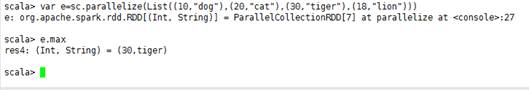 scala> var e=sc.parallelize(List((10,"dog"),(20,"cat"),(30,"tiger"),(18,"lion")))
e: org.apache.spark.rdd.RDD[(Int, String)] = ParallelCollectionRDD[7] at parallelize at <console>:27
scala> e.max
res4: (Int, String) = (30,tiger)
scala>